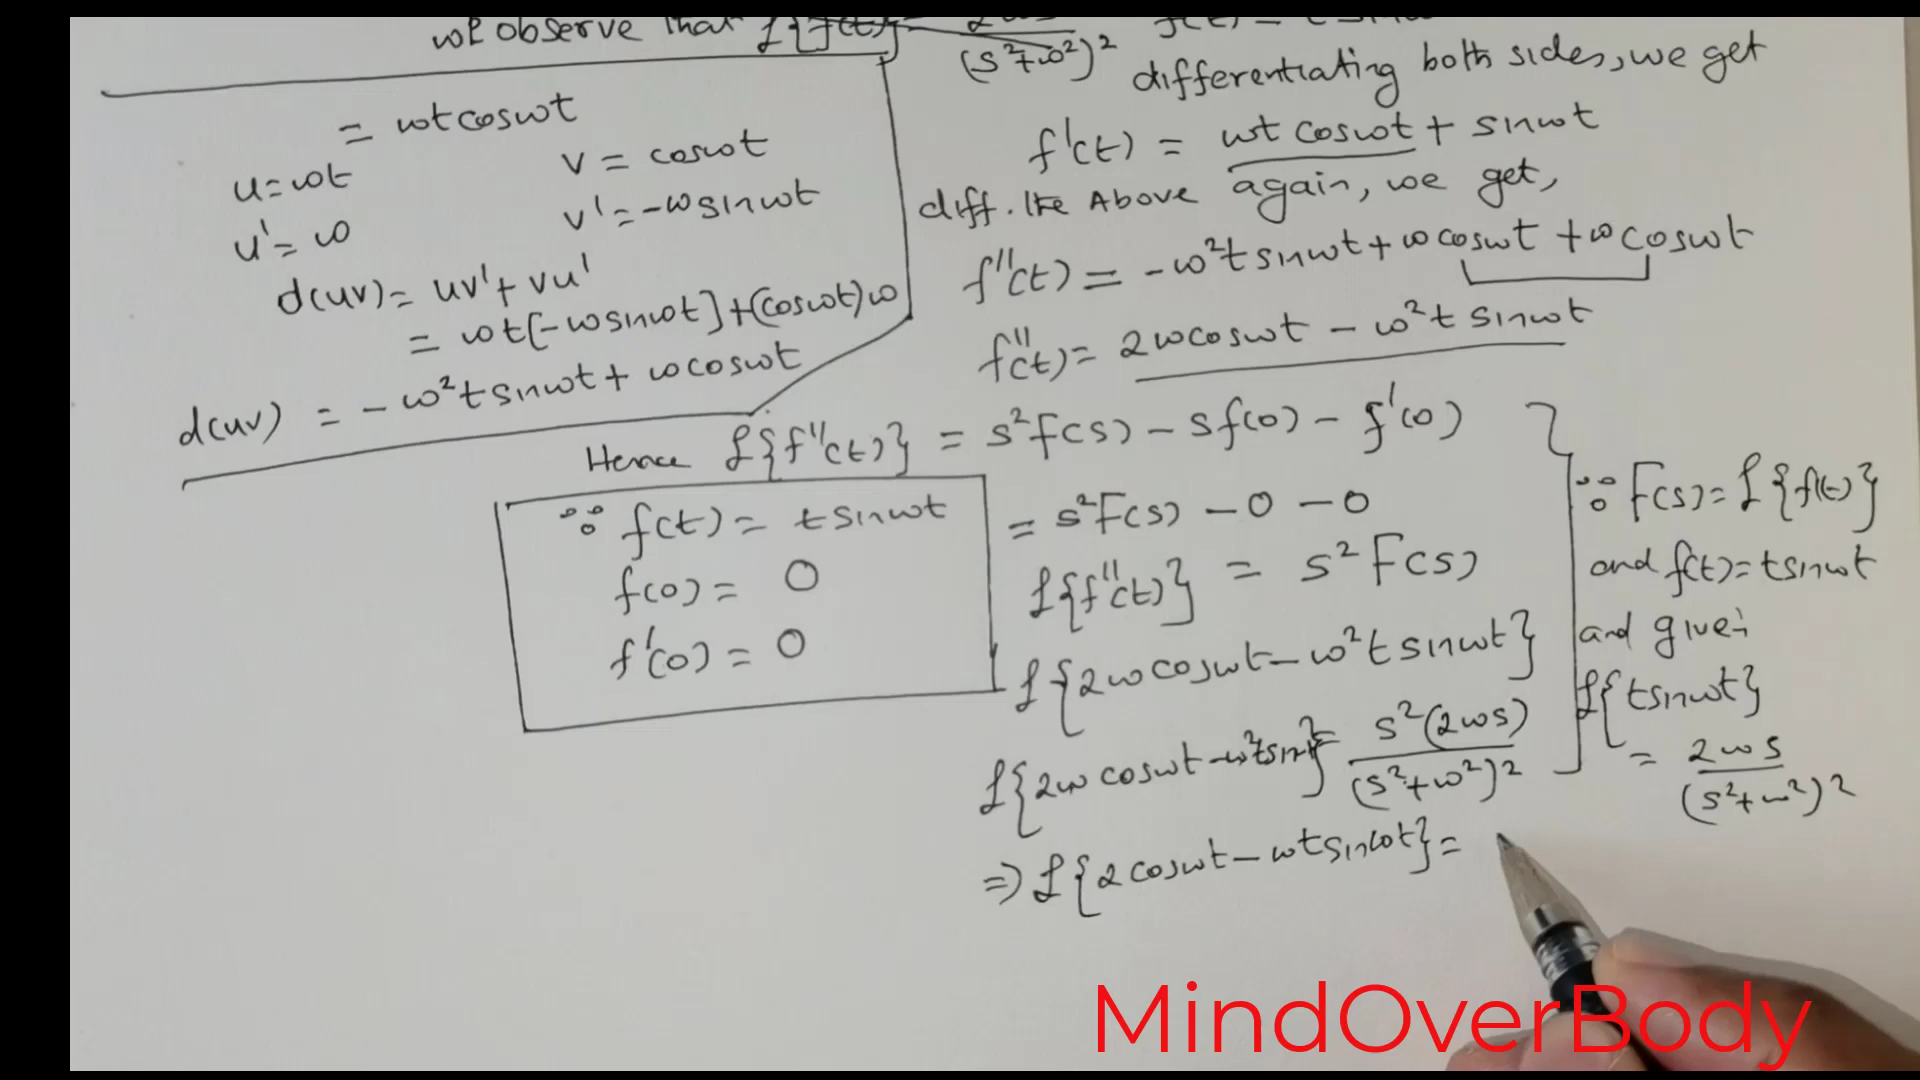 we observe that £{f(t)} = 2ωs/(s²+ω²)²
= ωt cosωt
u = ωt v = cosωt
u' = ω v' = -ω sinωt
d(uv) = uv' + vu'
= ωt[-ω sinωt] + (cosωt)ω
d(uv) = -ω²t sinωt + ω cosωt
differentiating both sides, we get
f'(t) = ωt cosωt + sinωt
diff. Above again, we get,
f''(t) = -ω²t sinωt + ω cosωt + ω cosωt
f''(t) = 2ω cosωt - ω²t sinωt
Hence £{f''(t)} = s²F(s) - sf(0) - f'(0)
∵ f(t) = t sinωt
f(0) = 0
f'(0) = 0
= s²F(s) - 0 - 0
£{f''(t)} = s²F(s)
£{2ω cosωt - ω²t sinωt}
£{2ω cosωt - ω²t sin} = s²(2ωs)/(s²+ω²)²
⇒ £{2cosωt - ωt sinωt} =
∵ F(s) = £{f(t)}
and f(t) = t sinωt
and given
£{t sinωt}
= 2ωs/(s²+ω²)²
MindOverBody